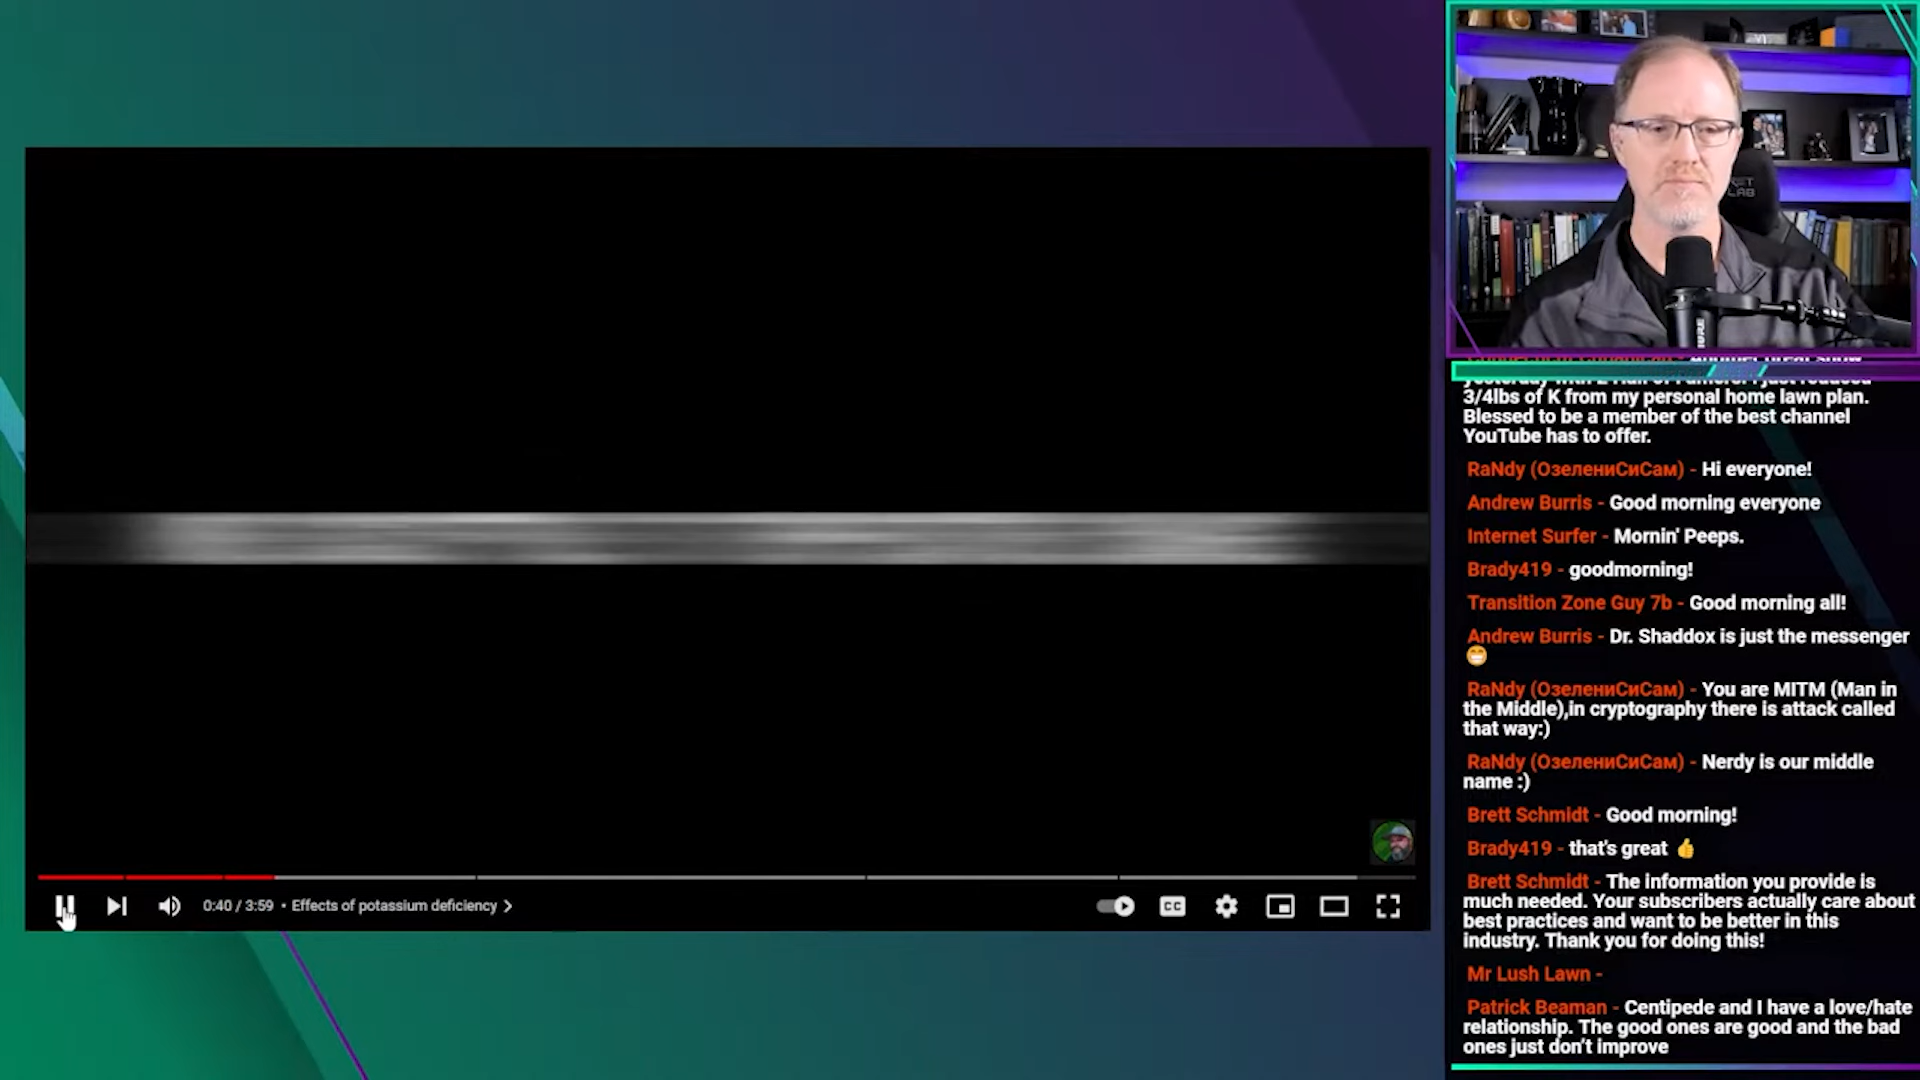 0:40 / 3:59 • Effects of potassium deficiency >
CC
Another great show
3/4lbs of K from my personal home lawn plan.
Blessed to be a member of the best channel
YouTube has to offer.
RaNdy (ОзелениСиСам) - Hi everyone!
Andrew Burris - Good morning everyone
Internet Surfer - Mornin' Peeps.
Brady419 - goodmorning!
Transition Zone Guy 7b - Good morning all!
Andrew Burris - Dr. Shaddox is just the messenger
😁
RaNdy (ОзелениСиСам) - You are MITM (Man in
the Middle),in cryptography there is attack called
that way:)
RaNdy (ОзелениСиСам) - Nerdy is our middle
name :)
Brett Schmidt - Good morning!
Brady419 - that's great 👍
Brett Schmidt - The information you provide is
much needed. Your subscribers actually care about
best practices and want to be better in this
industry. Thank you for doing this!
Mr Lush Lawn -
Patrick Beaman - Centipede and I have a love/hate
relationship. The good ones are good and the bad
ones just don't improve